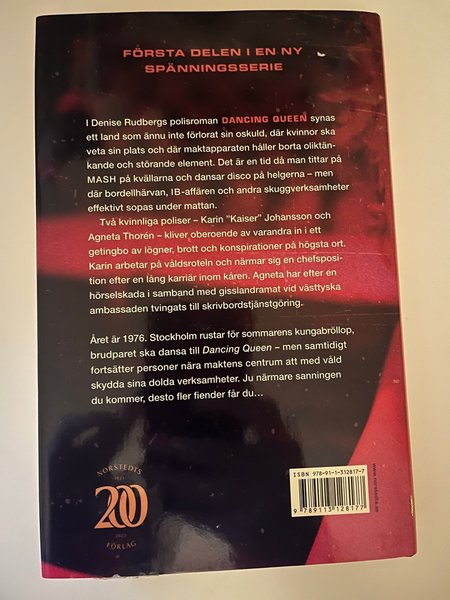 FÖRSTA DELEN I EN NY
SPÄNNINGSSERIE
I Denise Rudbergs polisroman DANCING QUEEN synas
ett land som ännu inte förlorat sin oskuld, där kvinnor ska
veta sin plats och där maktapparaten håller borta oliktän-
kande och störande element. Det är en tid då man tittar på
MASH på kvällarna och dansar disco på helgerna – men
där bordellhärvan, IB-affären och andra skuggverksamheter
effektivt sopas under mattan.
Två kvinnliga poliser – Karin ”Kaiser” Johansson och
Agneta Thorén – kliver oberoende av varandra in i ett
getingbo av lögner, brott och konspirationer på högsta ort.
Karin arbetar på våldsroteln och närmar sig en chefsposi-
tion efter en lång karriär inom kåren. Agneta har efter en
hörselskada i samband med gisslandramat vid västtyska
ambassaden tvingats till skrivbordstjänstgöring.
Året är 1976. Stockholm rustar för sommarens kungabröllop,
brudparet ska dansa till Dancing Queen – men samtidigt
fortsätter personer nära maktens centrum att med våld
skydda sina dolda verksamheter. Ju närmare sanningen
du kommer, desto fler fiender får du…
NORSTEDTS
1823
200
2023
FÖRLAG
ISBN 978-91-1-312817-7
9 789113 128177
www.norstedts.se